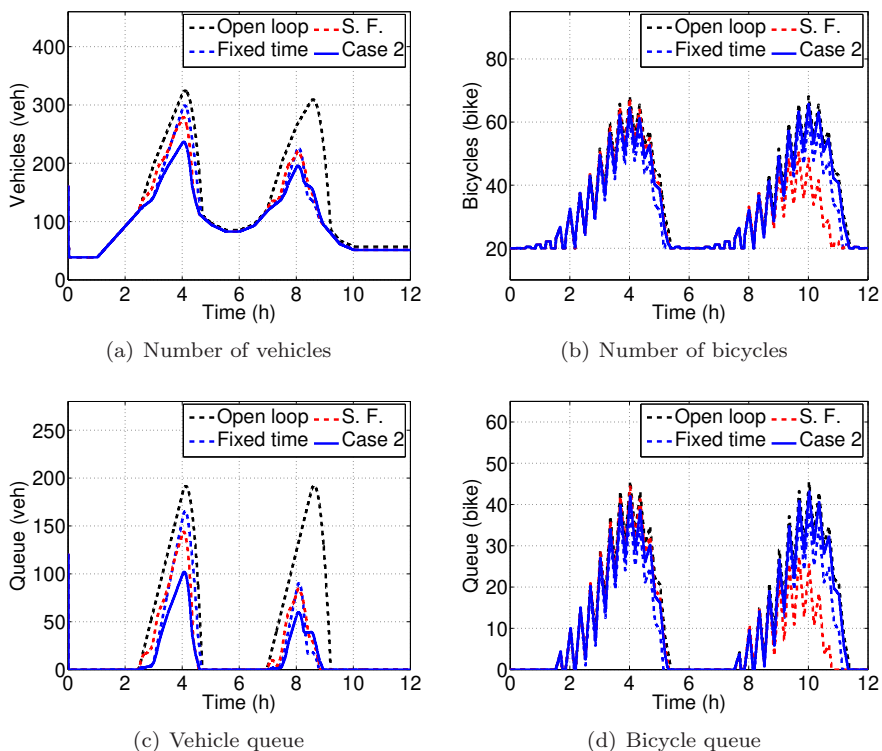 Open loop S. F.
Fixed time Case 2
Vehicles (veh)
400
300
200
100
0
0 2 4 6 8 10 12
Time (h)
(a) Number of vehicles
Open loop S. F.
Fixed time Case 2
Bicycles (bike)
80
60
40
20
0 2 4 6 8 10 12
Time (h)
(b) Number of bicycles
Open loop S. F.
Fixed time Case 2
Queue (veh)
250
200
150
100
50
0
0 2 4 6 8 10 12
Time (h)
(c) Vehicle queue
Open loop S. F.
Fixed time Case 2
Queue (bike)
60
50
40
30
20
10
0
0 2 4 6 8 10 12
Time (h)
(d) Bicycle queue